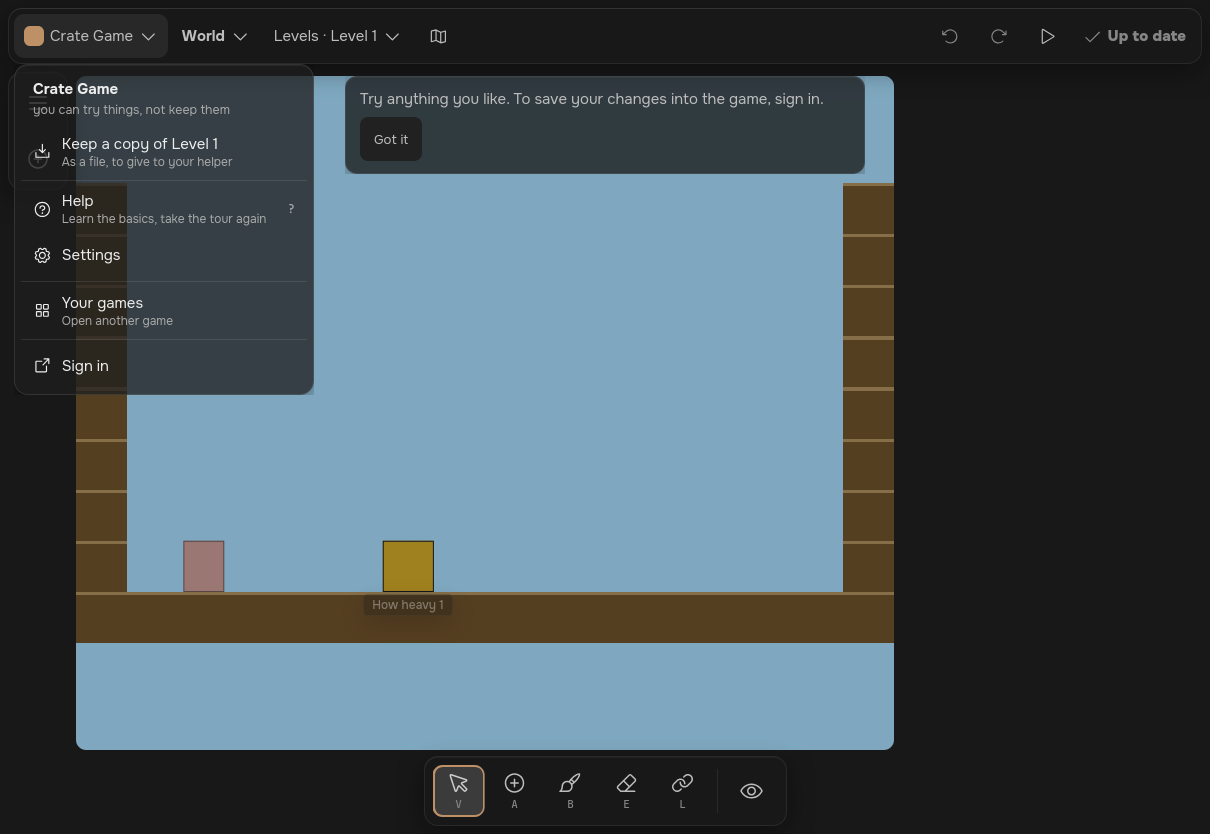 Crate Game
World
Levels · Level 1
Up to date
Crate Game
you can try things, not keep them
Keep a copy of Level 1
As a file, to give to your helper
Help
Learn the basics, take the tour again
?
Settings
Your games
Open another game
Sign in
Try anything you like. To save your changes into the game, sign in.
Got it
How heavy 1
V
A
B
E
L